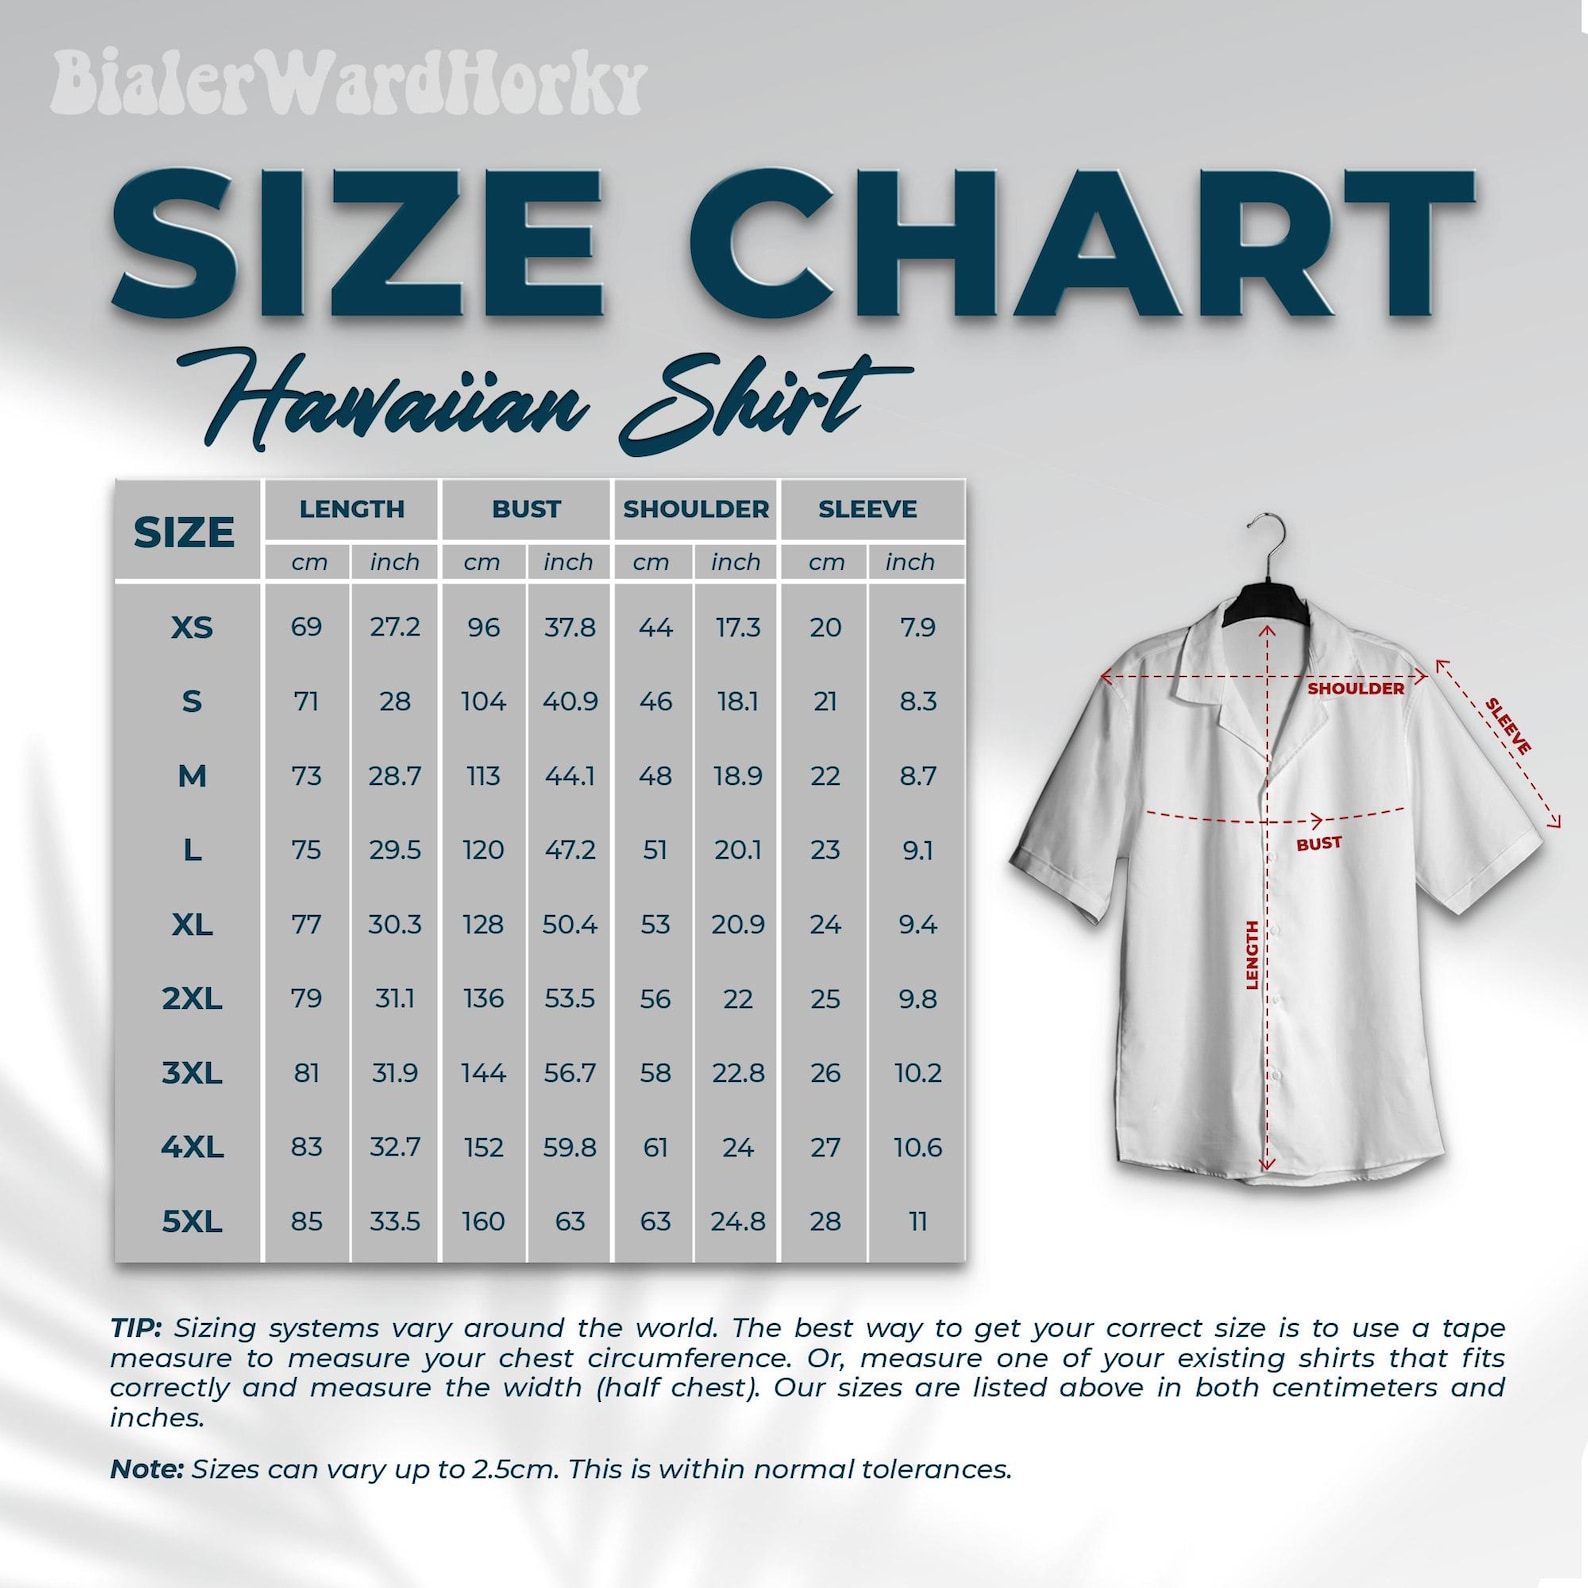 BialerWardHorky
SIZE CHART
Hawaiian Shirt
SIZE LENGTH BUST SHOULDER SLEEVE
cm inch cm inch cm inch cm inch
XS 69 27.2 96 37.8 44 17.3 20 7.9
S 71 28 104 40.9 46 18.1 21 8.3
M 73 28.7 113 44.1 48 18.9 22 8.7
L 75 29.5 120 47.2 51 20.1 23 9.1
XL 77 30.3 128 50.4 53 20.9 24 9.4
2XL 79 31.1 136 53.5 56 22 25 9.8
3XL 81 31.9 144 56.7 58 22.8 26 10.2
4XL 83 32.7 152 59.8 61 24 27 10.6
5XL 85 33.5 160 63 63 24.8 28 11
SHOULDER
SLEEVE
BUST
LENGTH
TIP: Sizing systems vary around the world. The best way to get your correct size is to use a tape
measure to measure your chest circumference. Or, measure one of your existing shirts that fits
correctly and measure the width (half chest). Our sizes are listed above in both centimeters and
inches.
Note: Sizes can vary up to 2.5cm. This is within normal tolerances.